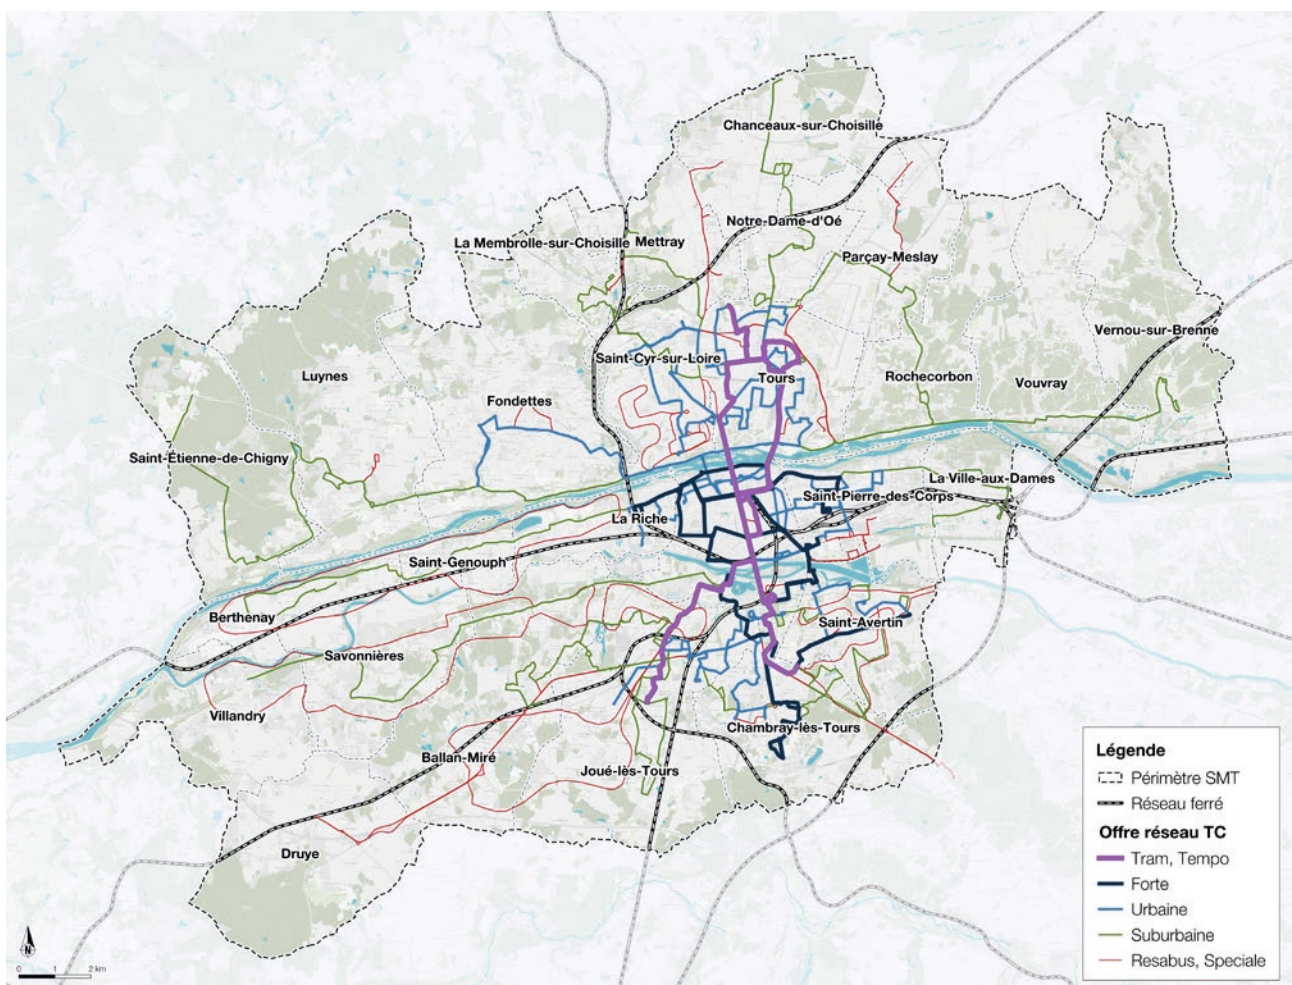 Chanceaux-sur-Choisille
Notre-Dame-d'Oé
La Membrolle-sur-Choisille Mettray
Parçay-Meslay
Vernou-sur-Brenne
Saint-Cyr-sur-Loire
Luynes
Tours
Rochecorbon
Vouvray
Fondettes
Saint-Étienne-de-Chigny
La Ville-aux-Dames
Saint-Pierre-des-Corps
La Riche
Saint-Genouph
Berthenay
Saint-Avertin
Savonnières
Villandry
Chambray-lès-Tours
Ballan-Miré
Joué-lès-Tours
Druye
Légende
Périmètre SMT
Réseau ferré
Offre réseau TC
Tram, Tempo
Forte
Urbaine
Suburbaine
Resabus, Speciale
N
0 1 2 km